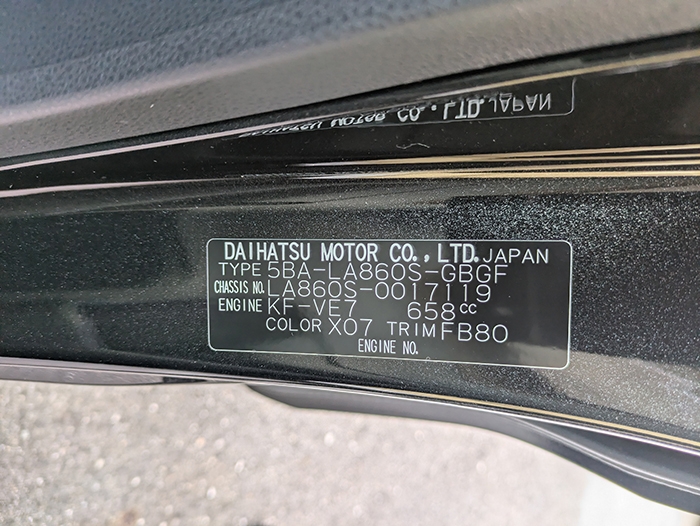 DAIHATSU MOTOR CO., LTD. JAPAN
TYPE 5BA-LA860S-GBGF
CHASSIS NO. LA860S-0017119
ENGINE KF-VE7 658cc
COLOR X07 TRIM FB80
ENGINE NO.